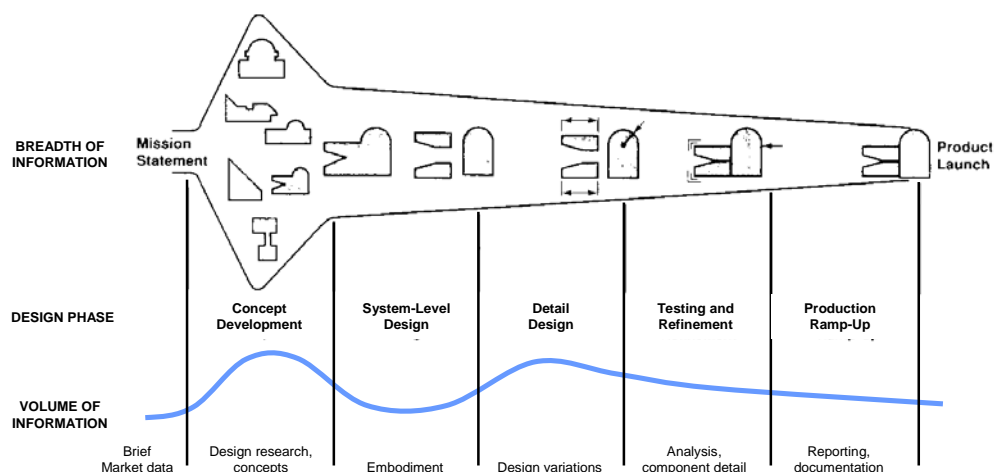 BREADTH OF
INFORMATION
Mission
Statement
Product
Launch
DESIGN PHASE
Concept
Development
System-Level
Design
Detail
Design
Testing and
Refinement
Production
Ramp-Up
VOLUME OF
INFORMATION
Brief
Market data
Design research,
concepts
Embodiment
Design variations
Analysis,
component detail
Reporting,
documentation